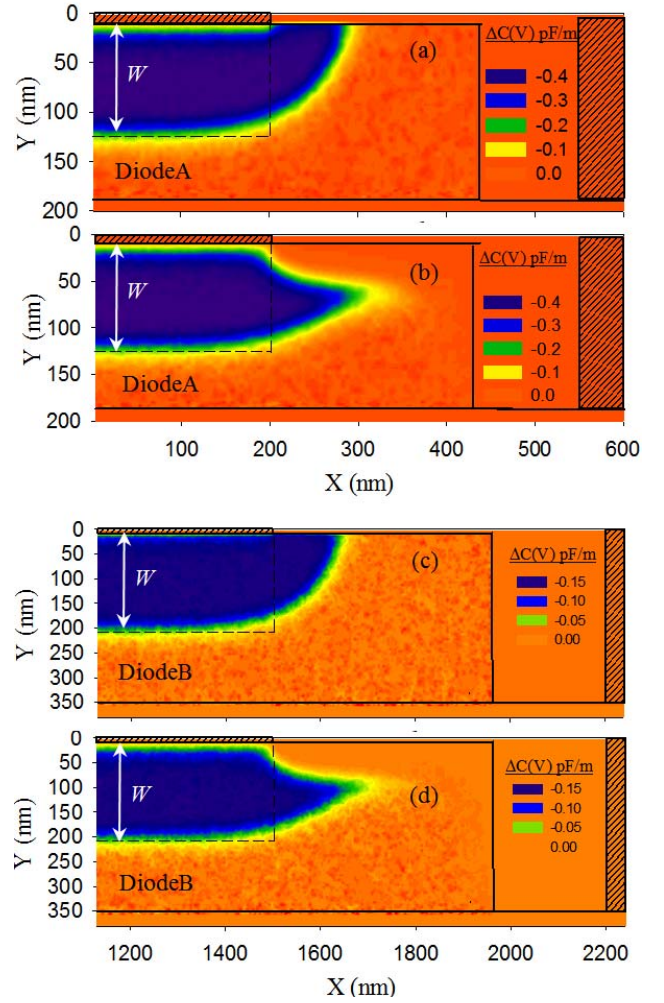 0
50
100
150
200
Y (nm)
W
(a)
DiodeA
ΔC(V) pF/m
-0.4
-0.3
-0.2
-0.1
0.0
0
50
100
150
200
Y (nm)
W
(b)
DiodeA
ΔC(V) pF/m
-0.4
-0.3
-0.2
-0.1
0.0
100 200 300 400 500 600
X (nm)
0
50
100
150
200
250
300
350
Y (nm)
W
(c)
DiodeB
ΔC(V) pF/m
-0.15
-0.10
-0.05
0.00
0
50
100
150
200
250
300
350
Y (nm)
W
(d)
DiodeB
ΔC(V) pF/m
-0.15
-0.10
-0.05
0.00
1200 1400 1600 1800 2000 2200
X (nm)